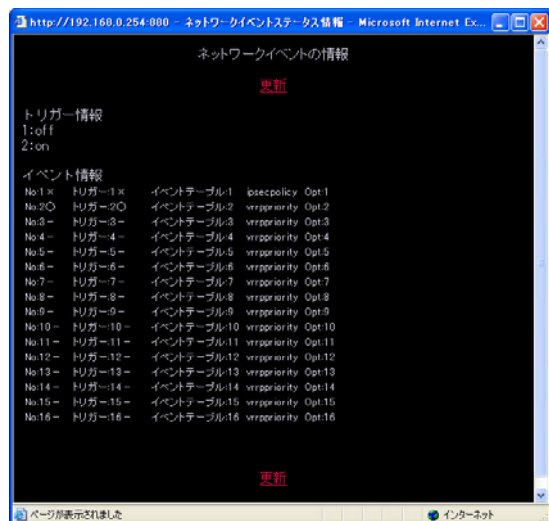 http://192.168.0.254:880 - ネットワークイベントステータス情報 - Microsoft Internet Ex...
ネットワークイベントの情報
更新
トリガー情報
1:off
2:on
イベント情報
No:1× トリガー:1× イベントテーブル:1 ipsecpolicy Opt:1
No:2○ トリガー:2○ イベントテーブル:2 vrrppriority Opt:2
No:3− トリガー:3− イベントテーブル:3 vrrppriority Opt:3
No:4− トリガー:4− イベントテーブル:4 vrrppriority Opt:4
No:5− トリガー:5− イベントテーブル:5 vrrppriority Opt:5
No:6− トリガー:6− イベントテーブル:6 vrrppriority Opt:6
No:7− トリガー:7− イベントテーブル:7 vrrppriority Opt:7
No:8− トリガー:8− イベントテーブル:8 vrrppriority Opt:8
No:9− トリガー:9− イベントテーブル:9 vrrppriority Opt:9
No:10− トリガー:10− イベントテーブル:10 vrrppriority Opt:10
No:11− トリガー:11− イベントテーブル:11 vrrppriority Opt:11
No:12− トリガー:12− イベントテーブル:12 vrrppriority Opt:12
No:13− トリガー:13− イベントテーブル:13 vrrppriority Opt:13
No:14− トリガー:14− イベントテーブル:14 vrrppriority Opt:14
No:15− トリガー:15− イベントテーブル:15 vrrppriority Opt:15
No:16− トリガー:16− イベントテーブル:16 vrrppriority Opt:16
更新
ページが表示されました インターネット